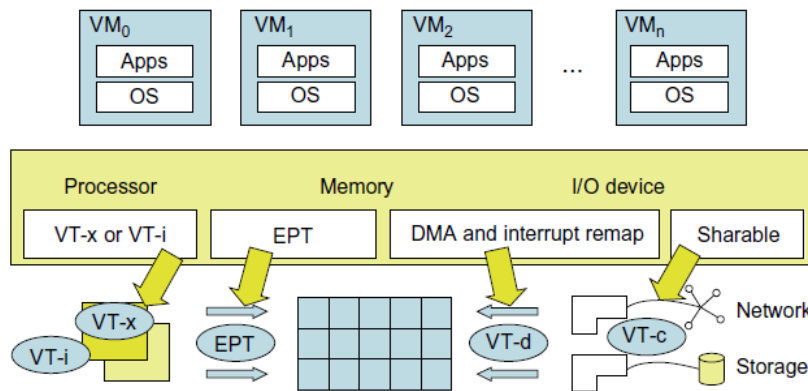 VM0 VM1 VM2 VMn
Apps Apps Apps Apps
...
OS OS OS OS
Processor Memory I/O device
VT-x or VT-i EPT DMA and interrupt remap Sharable
VT-x Network
VT-i EPT VT-d VT-c
Storage